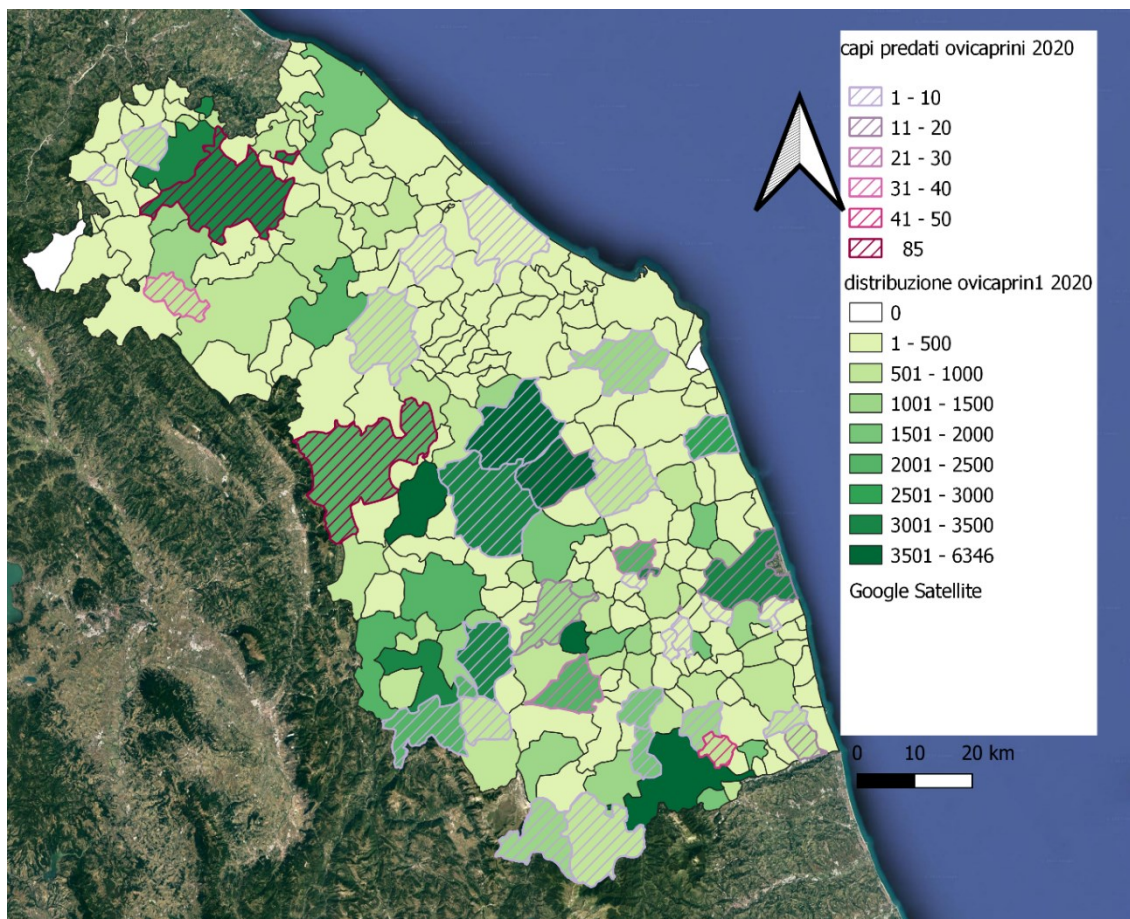 capi predati ovicaprini 2020
1 - 10
11 - 20
21 - 30
31 - 40
41 - 50
85
distribuzione ovicaprin1 2020
0
1 - 500
501 - 1000
1001 - 1500
1501 - 2000
2001 - 2500
2501 - 3000
3001 - 3500
3501 - 6346
Google Satellite
0 10 20 km